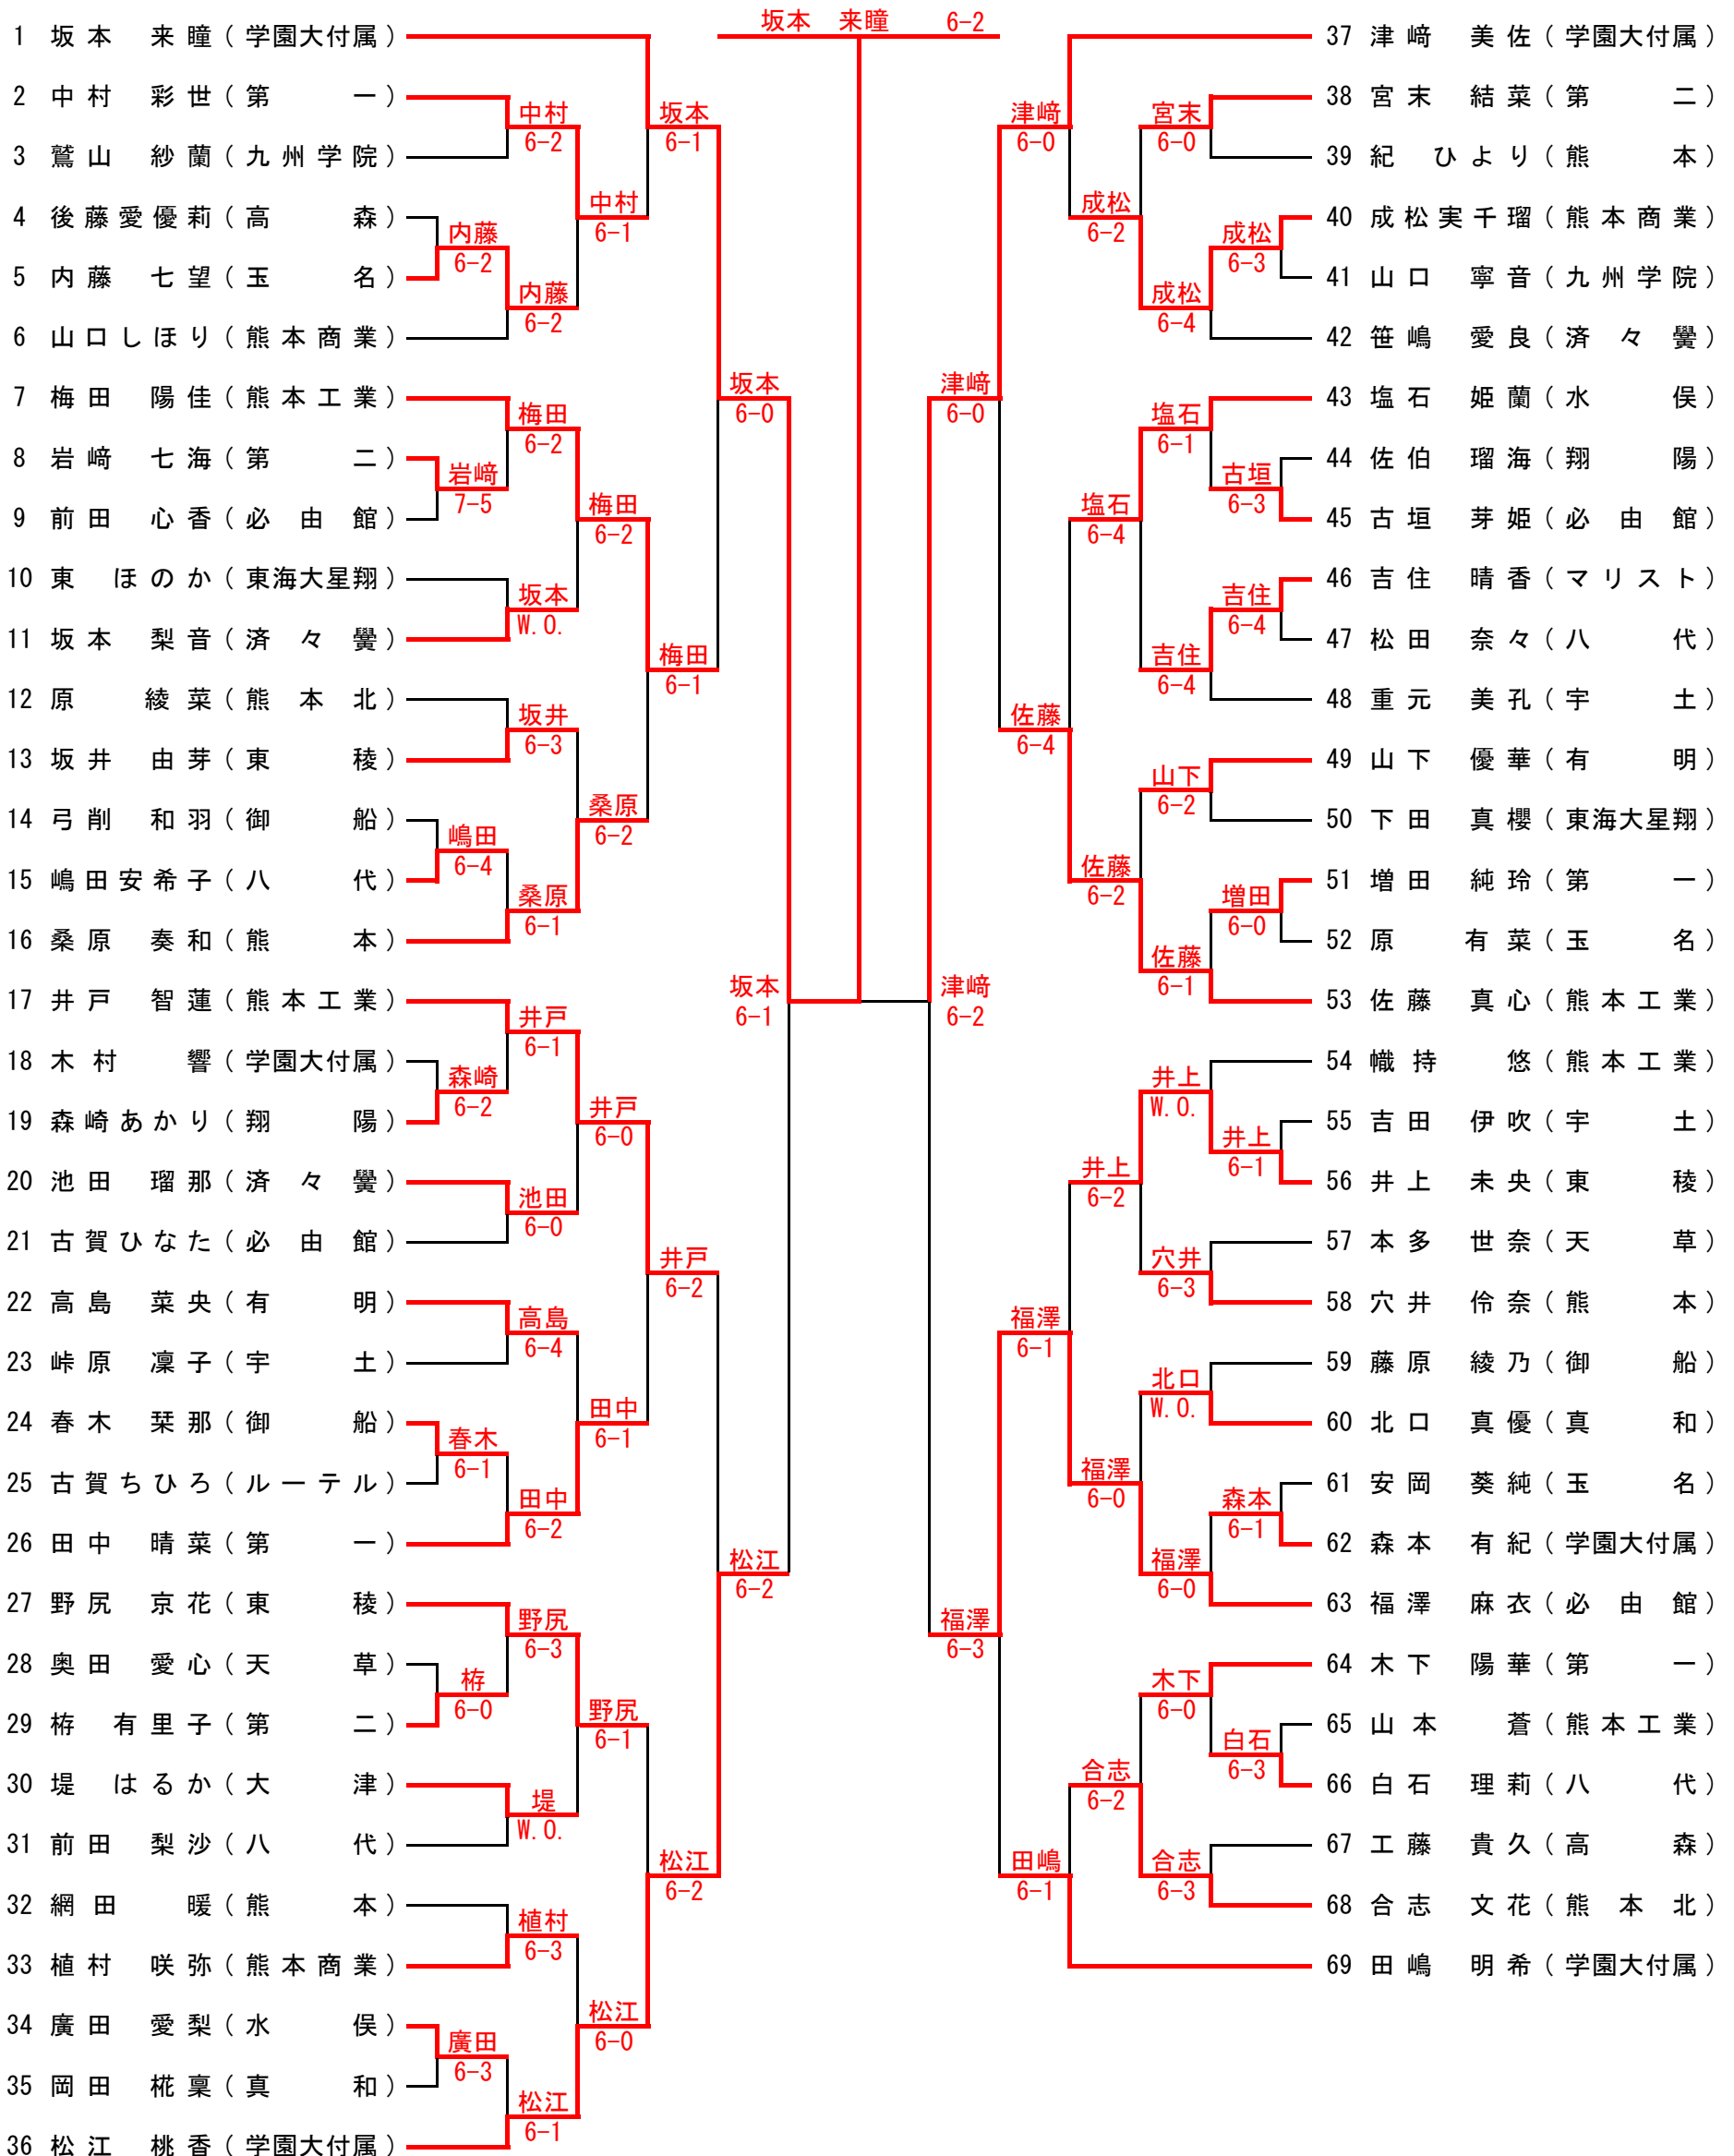 坂本 来瞳 6-2
1 坂本 来瞳 (学園大付属)
2 中村 彩世 (第一)
3 鷲山 紗蘭 (九州学院)
4 後藤愛優莉 (高森)
5 内藤 七望 (玉名)
6 山口しほり (熊本商業)
7 梅田 陽佳 (熊本工業)
8 岩﨑 七海 (第二)
9 前田 心香 (必由館)
10 東 ほのか (東海大星翔)
11 坂本 梨音 (済々黌)
12 原 綾菜 (熊本北)
13 坂井 由芽 (東稜)
14 弓削 和羽 (御船)
15 嶋田安希子 (八代)
16 桑原 奏和 (熊本)
17 井戸 智蓮 (熊本工業)
18 木村 響 (学園大付属)
19 森崎あかり (翔陽)
20 池田 瑠那 (済々黌)
21 古賀ひなた (必由館)
22 高島 菜央 (有明)
23 峠原 凜子 (宇土)
24 春木 栞那 (御船)
25 古賀ちひろ (ルーテル)
26 田中 晴菜 (第一)
27 野尻 京花 (東稜)
28 奥田 愛心 (天草)
29 栫 有里子 (第二)
30 堤 はるか (大津)
31 前田 梨沙 (八代)
32 網田 暖 (熊本)
33 植村 咲弥 (熊本商業)
34 廣田 愛梨 (水俣)
35 岡田 椛稟 (真和)
36 松江 桃香 (学園大付属)
内藤 6-2
岩﨑 7-5
嶋田 6-4
森崎 6-2
春木 6-1
栫 6-0
廣田 6-3
中村 6-2
内藤 6-2
梅田 6-2
坂本 W.O.
坂井 6-3
桑原 6-1
井戸 6-1
池田 6-0
高島 6-4
田中 6-2
野尻 6-3
堤 W.O.
植村 6-3
松江 6-1
中村 6-1
梅田 6-2
桑原 6-2
井戸 6-0
田中 6-1
野尻 6-1
松江 6-0
坂本 6-1
梅田 6-1
井戸 6-2
松江 6-2
坂本 6-0
松江 6-2
坂本 6-1
津﨑 6-2
津﨑 6-0
福澤 6-3
津﨑 6-0
佐藤 6-4
福澤 6-1
田嶋 6-1
成松 6-2
塩石 6-4
佐藤 6-2
井上 6-2
福澤 6-0
合志 6-2
宮末 6-0
成松 6-4
塩石 6-1
吉住 6-4
山下 6-2
佐藤 6-1
井上 W.O.
穴井 6-3
北口 W.O.
福澤 6-0
木下 6-0
合志 6-3
成松 6-3
古垣 6-3
吉住 6-4
増田 6-0
井上 6-1
森本 6-1
白石 6-3
37 津﨑 美佐 (学園大付属)
38 宮末 結菜 (第二)
39 紀 ひより (熊本)
40 成松実千瑠 (熊本商業)
41 山口 寧音 (九州学院)
42 笹嶋 愛良 (済々黌)
43 塩石 姫蘭 (水俣)
44 佐伯 瑠海 (翔陽)
45 古垣 芽姫 (必由館)
46 吉住 晴香 (マリスト)
47 松田 奈々 (八代)
48 重元 美孔 (宇土)
49 山下 優華 (有明)
50 下田 真櫻 (東海大星翔)
51 増田 純玲 (第一)
52 原 有菜 (玉名)
53 佐藤 真心 (熊本工業)
54 幟持 悠 (熊本工業)
55 吉田 伊吹 (宇土)
56 井上 未央 (東稜)
57 本多 世奈 (天草)
58 穴井 伶奈 (熊本)
59 藤原 綾乃 (御船)
60 北口 真優 (真和)
61 安岡 葵純 (玉名)
62 森本 有紀 (学園大付属)
63 福澤 麻衣 (必由館)
64 木下 陽華 (第一)
65 山本 蒼 (熊本工業)
66 白石 理莉 (八代)
67 工藤 貴久 (高森)
68 合志 文花 (熊本北)
69 田嶋 明希 (学園大付属)